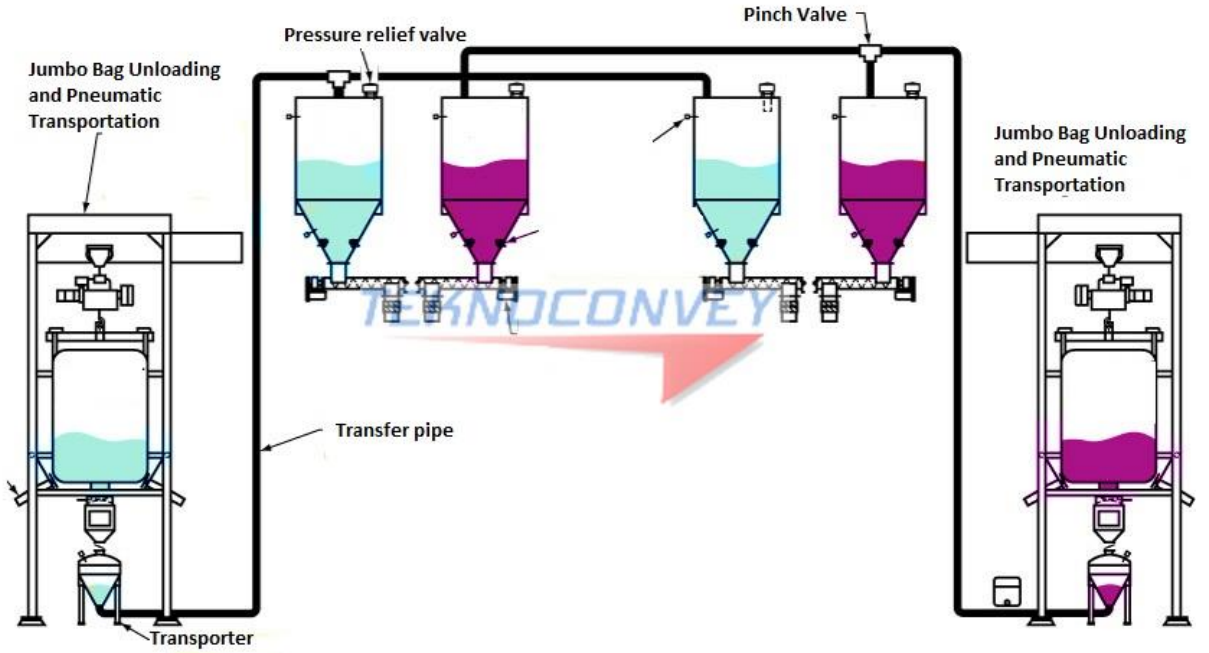 Pinch Valve
Pressure relief valve
Jumbo Bag Unloading
and Pneumatic
Transportation
Jumbo Bag Unloading
and Pneumatic
Transportation
TEKNOCONVEY
Transfer pipe
Transporter